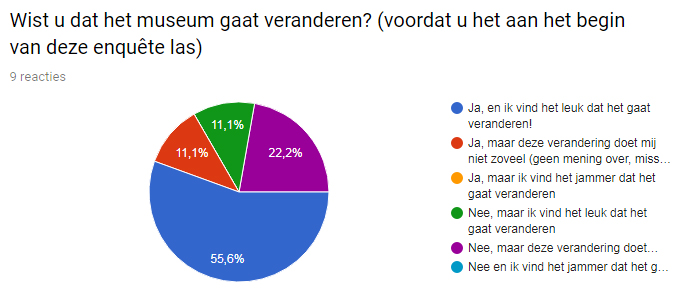 Wist u dat het museum gaat veranderen? (voordat u het aan het begin
van deze enquête las)
9 reacties
11,1%
11,1%
22,2%
55,6%
Ja, en ik vind het leuk dat het gaat
veranderen!
Ja, maar deze verandering doet mij
niet zoveel (geen mening over, miss…
Ja, maar ik vind het jammer dat het
gaat veranderen
Nee, maar ik vind het leuk dat het
gaat veranderen
Nee, maar deze verandering doet…
Nee en ik vind het jammer dat het g…